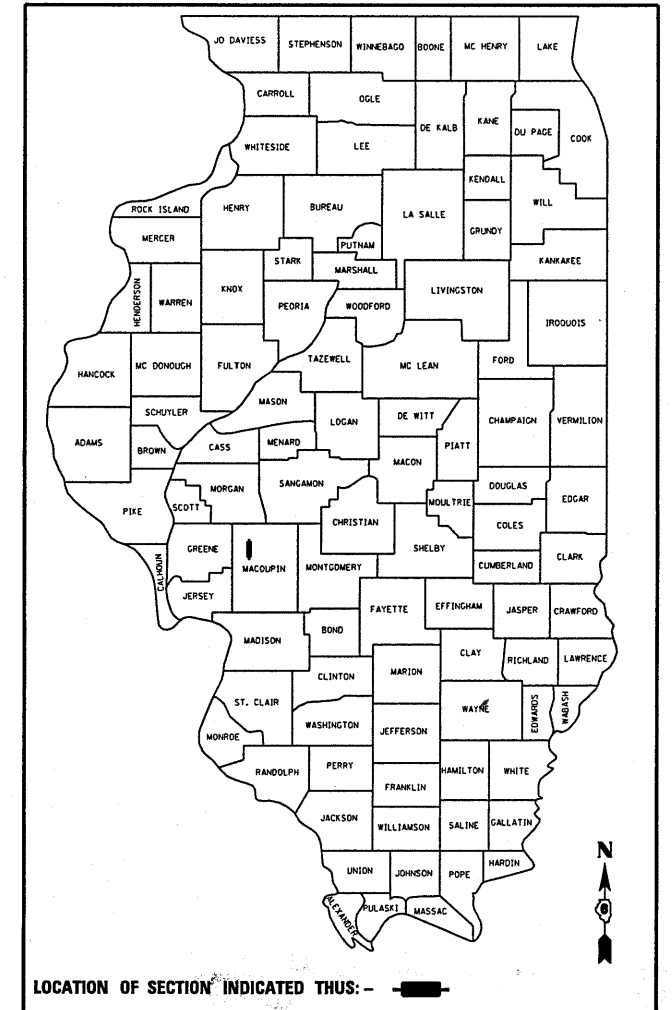 JO DAVIESS STEPHENSON WINNEBAGO BOONE MC HENRY LAKE
CARROLL OGLE DE KALB KANE DU PAGE COOK
WHITESIDE LEE
KENDALL
ROCK ISLAND HENRY BUREAU LA SALLE WILL
GRUNDY
MERCER PUTNAM
STARK MARSHALL KANKAKEE
HENDERSON WARREN KNOX PEORIA WOODFORD LIVINGSTON IROQUOIS
HANCOCK MC DONOUGH FULTON TAZEWELL MC LEAN FORD
MASON
SCHUYLER LOGAN DE WITT CHAMPAIGN VERMILION
ADAMS BROWN CASS MENARD PIATT
MACON
MORGAN SANGAMON DOUGLAS EDGAR
PIKE SCOTT CHRISTIAN MOULTRIE COLES
GREENE MACOUPIN MONTGOMERY SHELBY CUMBERLAND CLARK
CALHOUN JERSEY
FAYETTE EFFINGHAM JASPER CRAWFORD
MADISON BOND
CLAY RICHLAND LAWRENCE
CLINTON MARION
ST. CLAIR WAYNE EDWARDS WABASH
WASHINGTON JEFFERSON
MONROE
RANDOLPH PERRY HAMILTON WHITE
FRANKLIN
JACKSON WILLIAMSON SALINE GALLATIN
UNION JOHNSON POPE HARDIN
ALEXANDER PULASKI MASSAC
N
LOCATION OF SECTION INDICATED THUS: -